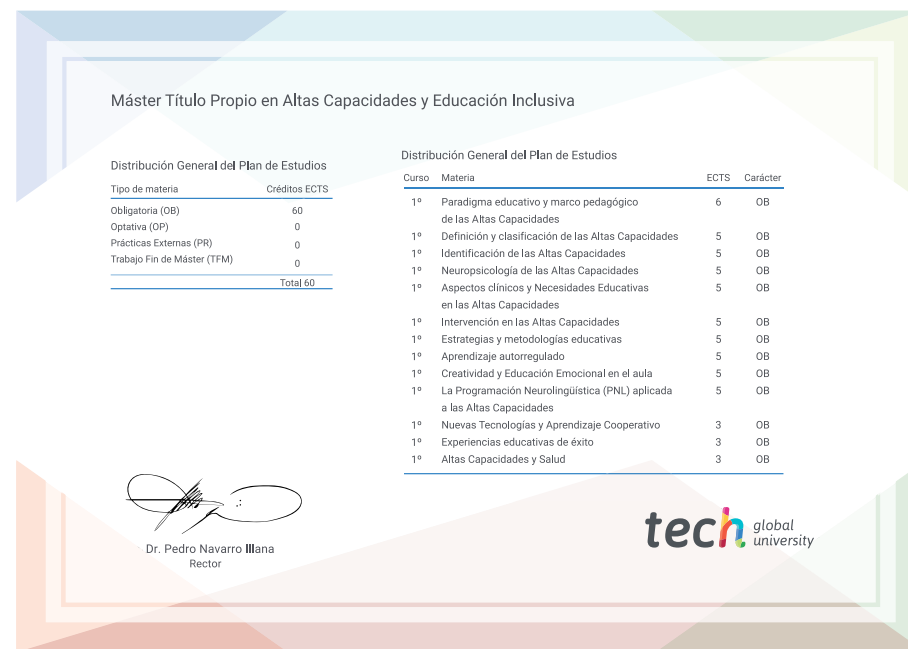 Máster Título Propio en Altas Capacidades y Educación Inclusiva
Distribución General del Plan de Estudios
Tipo de materia Créditos ECTS
Obligatoria (OB) 60
Optativa (OP) 0
Prácticas Externas (PR) 0
Trabajo Fin de Máster (TFM) 0
Total 60
Distribución General del Plan de Estudios
Curso Materia ECTS Carácter
1º Paradigma educativo y marco pedagógico 6 OB
de las Altas Capacidades
1º Definición y clasificación de las Altas Capacidades 5 OB
1º Identificación de las Altas Capacidades 5 OB
1º Neuropsicología de las Altas Capacidades 5 OB
1º Aspectos clínicos y Necesidades Educativas 5 OB
en las Altas Capacidades
1º Intervención en las Altas Capacidades 5 OB
1º Estrategias y metodologías educativas 5 OB
1º Aprendizaje autorregulado 5 OB
1º Creatividad y Educación Emocional en el aula 5 OB
1º La Programación Neurolingüística (PNL) aplicada 5 OB
a las Altas Capacidades
1º Nuevas Tecnologías y Aprendizaje Cooperativo 3 OB
1º Experiencias educativas de éxito 3 OB
1º Altas Capacidades y Salud 3 OB
Dr. Pedro Navarro Illana
Rector
tech global
university